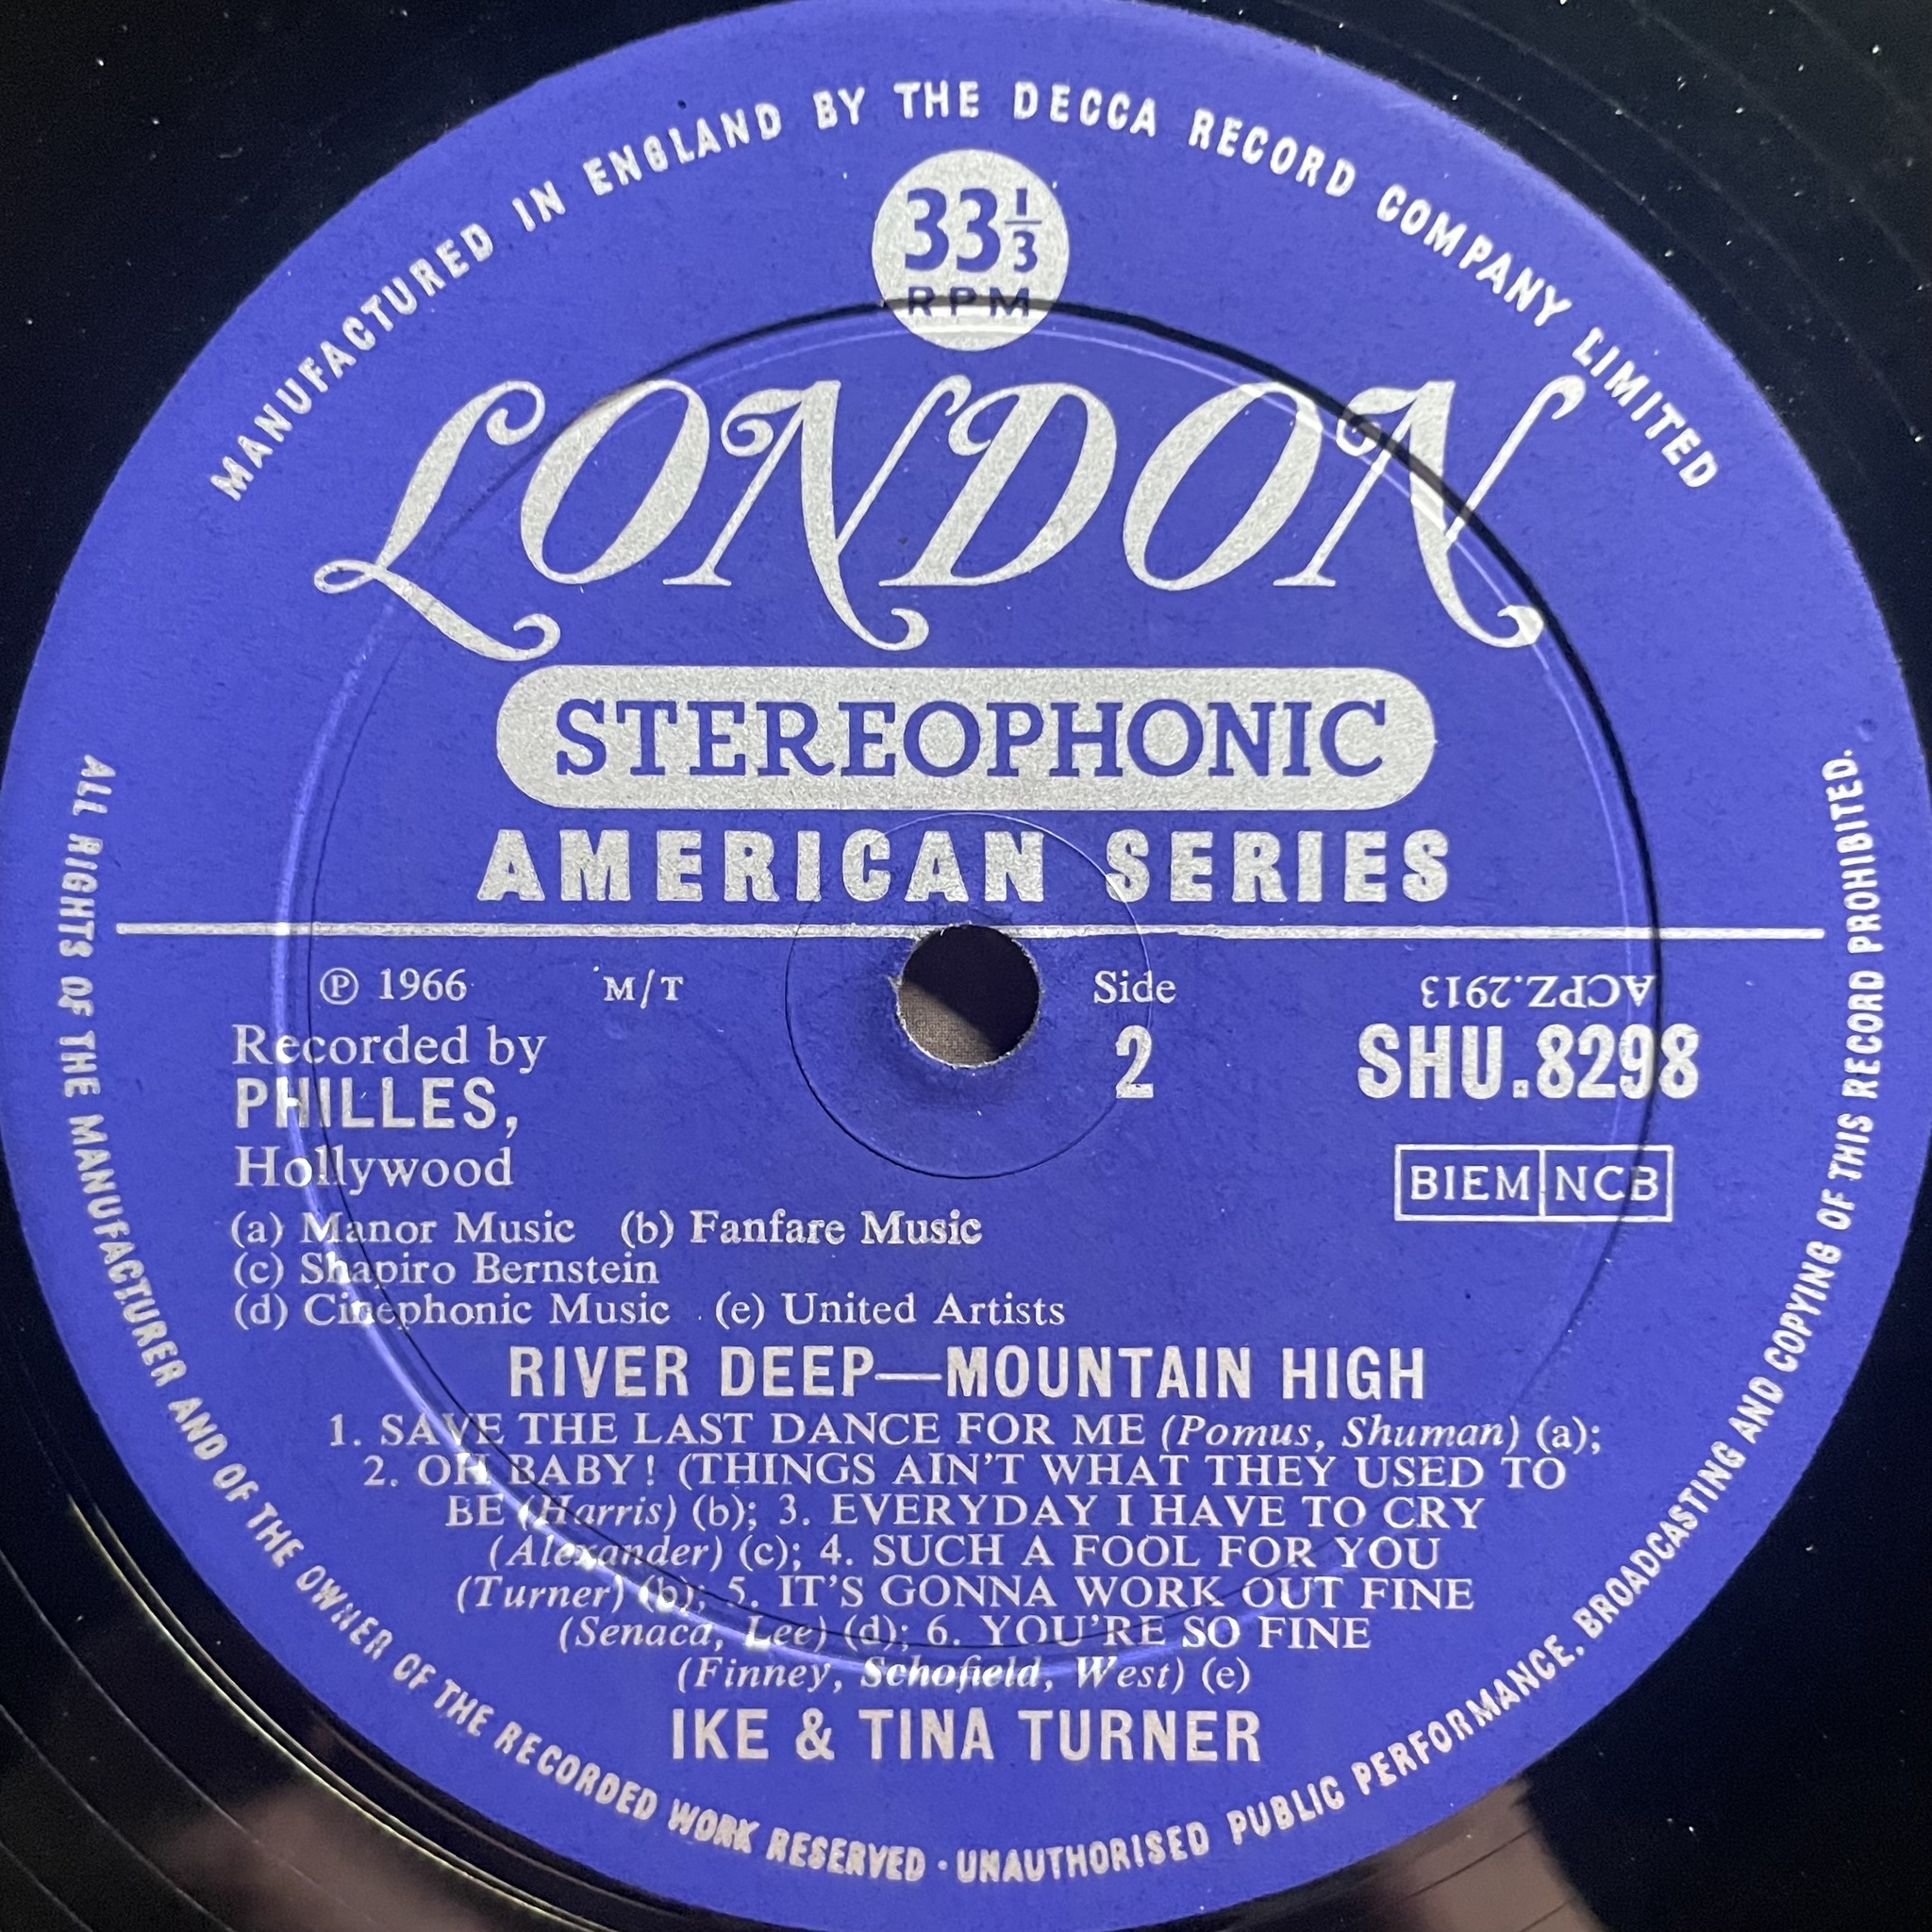 MANUFACTURED IN ENGLAND BY THE DECCA RECORD COMPANY LIMITED
33 1/3
RPM
LONDON
STEREOPHONIC
AMERICAN SERIES
Ⓟ 1966 M/T Side ACPZ.2913
Recorded by 2 SHU.8298
PHILLES,
Hollywood BIEM NCB
(a) Manor Music (b) Fanfare Music
(c) Shapiro Bernstein
(d) Cinephonic Music (e) United Artists
RIVER DEEP—MOUNTAIN HIGH
1. SAVE THE LAST DANCE FOR ME (Pomus, Shuman) (a);
2. OH BABY! (THINGS AIN'T WHAT THEY USED TO
BE (Harris) (b); 3. EVERYDAY I HAVE TO CRY
(Alexander) (c); 4. SUCH A FOOL FOR YOU
(Turner) (b); 5. IT'S GONNA WORK OUT FINE
(Senaca, Lee) (d); 6. YOU'RE SO FINE
(Finney, Schofield, West) (e)
IKE & TINA TURNER
ALL RIGHTS OF THE MANUFACTURER AND OF THE OWNER OF THE RECORDED WORK RESERVED · UNAUTHORISED PUBLIC PERFORMANCE, BROADCASTING AND COPYING OF THIS RECORD PROHIBITED.